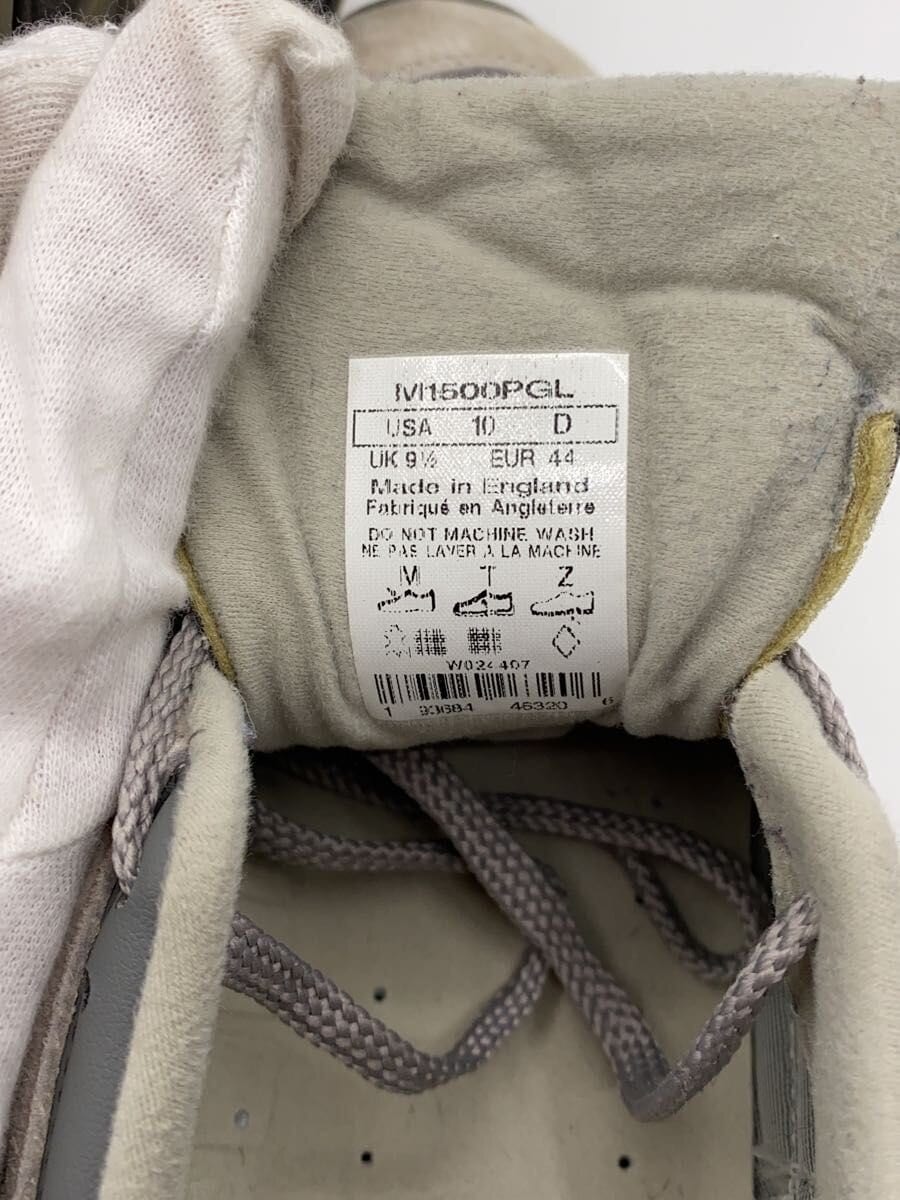 M1500PGL
USA 10 D
UK 9½ EUR 44
Made in England
Fabriqué en Angleterre
DO NOT MACHINE WASH
NE PAS LAVER A LA MACHINE
M T Z
W024407
1 93684 46320 6